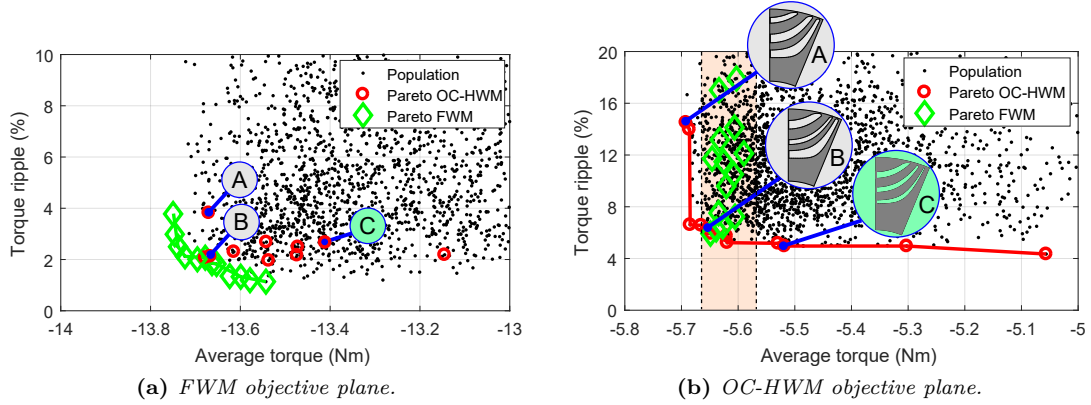 10
8
6
4
2
0
Torque ripple (%)
-14
-13.8
-13.6
-13.4
-13.2
-13
Average torque (Nm)
Population
Pareto OC-HWM
Pareto FWM
A
B
C
(a) FWM objective plane.
20
16
12
8
4
0
Torque ripple (%)
-5.8
-5.7
-5.6
-5.5
-5.4
-5.3
-5.2
-5.1
-5
Average torque (Nm)
Population
Pareto OC-HWM
Pareto FWM
A
B
C
(b) OC-HWM objective plane.